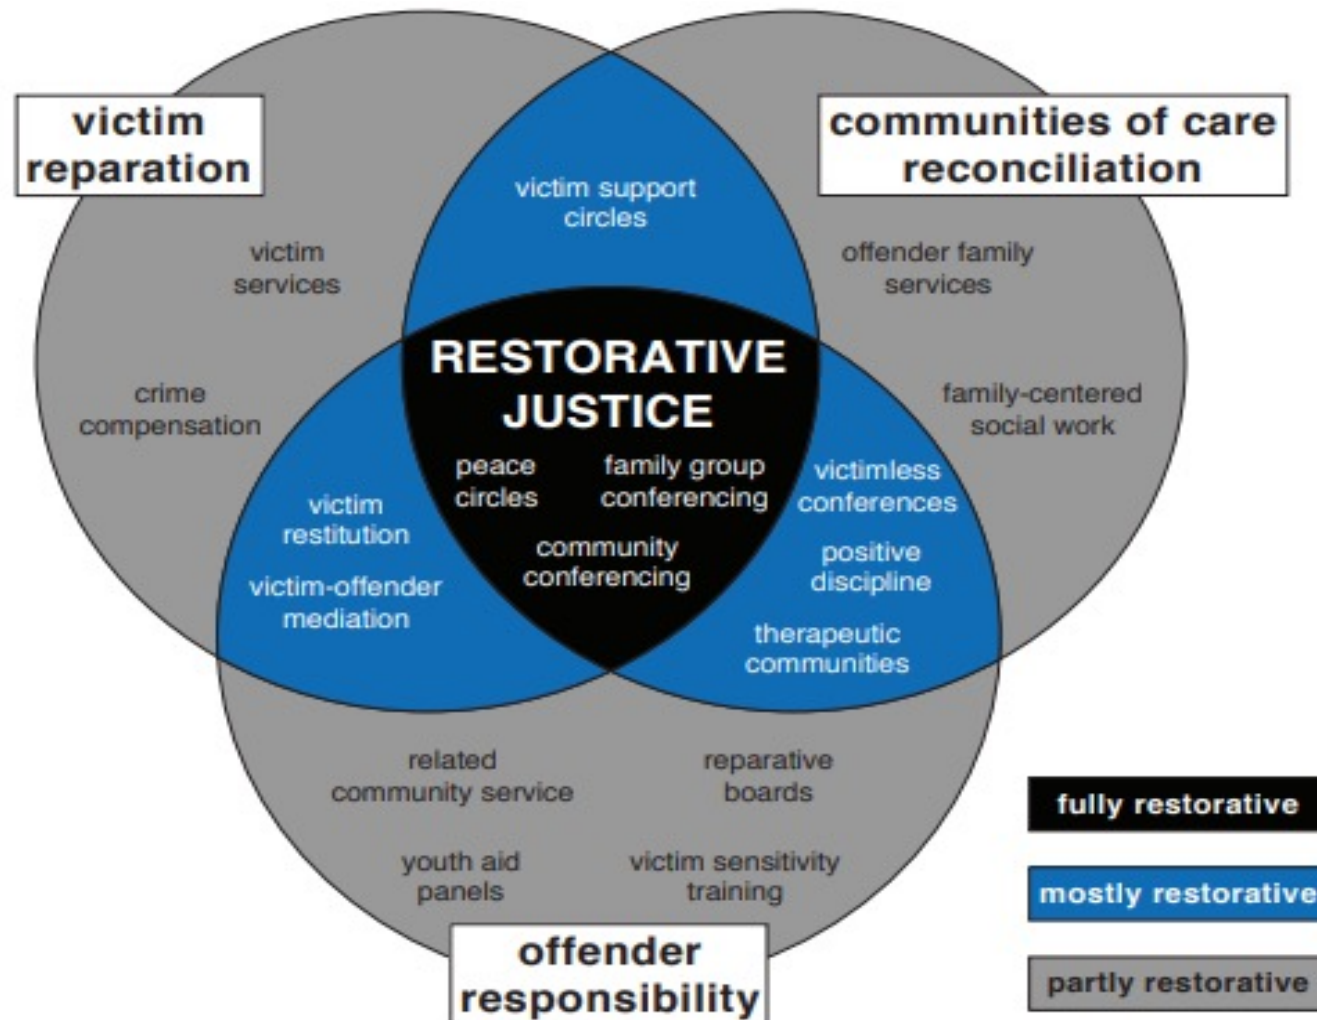 victim
reparation
communities of care
reconciliation
victim support
circles
victim
services
offender family
services
crime
compensation
family-centered
social work
RESTORATIVE
JUSTICE
peace
circles
family group
conferencing
community
conferencing
victim
restitution
victim-offender
mediation
victimless
conferences
positive
discipline
therapeutic
communities
related
community service
reparative
boards
youth aid
panels
victim sensitivity
training
offender
responsibility
fully restorative
mostly restorative
partly restorative